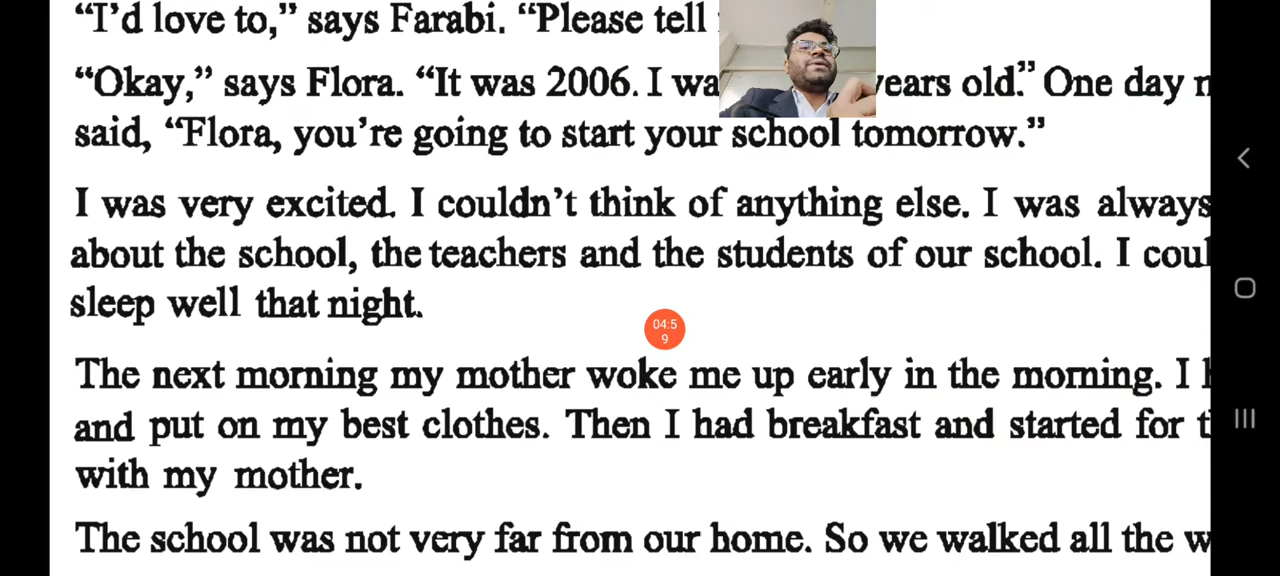 “I’d love to,” says Farabi. “Please tell
“Okay,” says Flora. “It was 2006. I was years old.” One day
said, “Flora, you’re going to start your school tomorrow.”
I was very excited. I couldn’t think of anything else. I was always
about the school, the teachers and the students of our school. I
sleep well that night.
04:59
The next morning my mother woke me up early in the morning. I
and put on my best clothes. Then I had breakfast and started for
with my mother.
The school was not very far from our home. So we walked all the